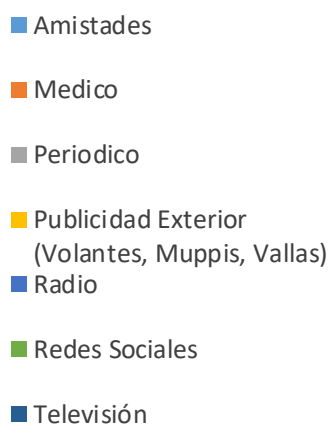 Amistades
Medico
Periodico
Publicidad Exterior
(Volantes, Muppis, Vallas)
Radio
Redes Sociales
Televisión